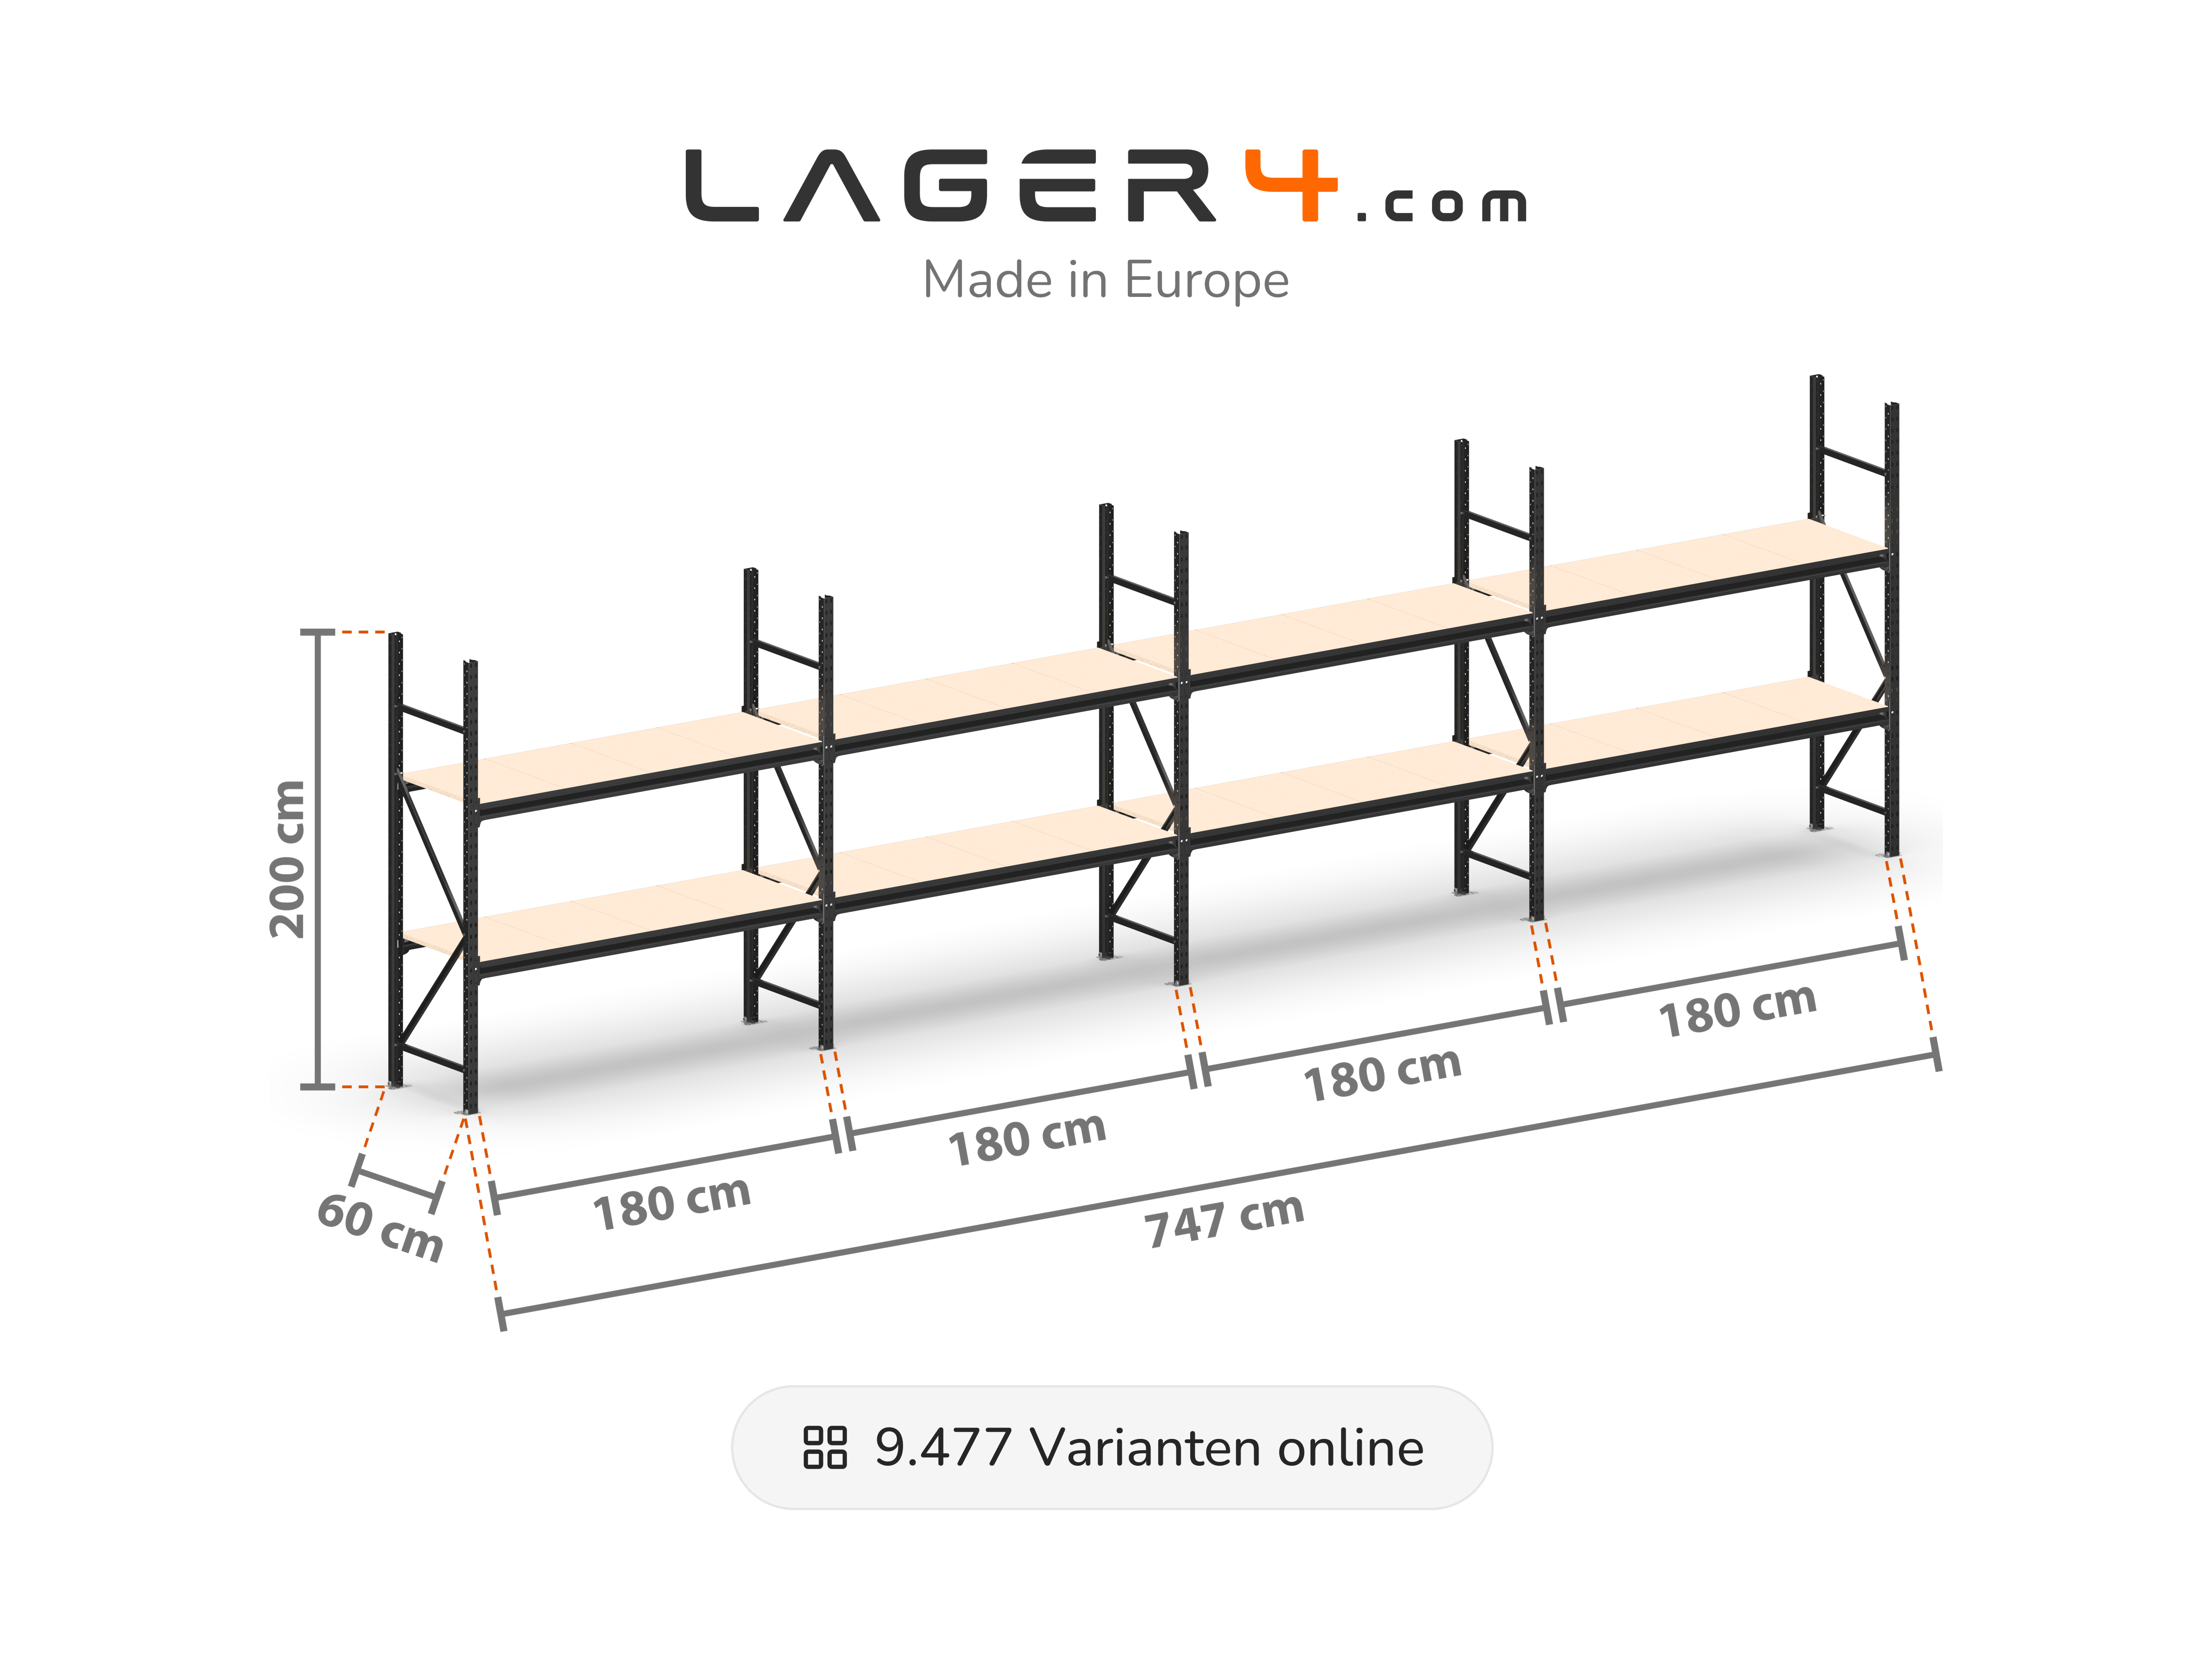 LAGER4.com
Made in Europe
200 cm
60 cm
180 cm
180 cm
180 cm
180 cm
747 cm
9.477 Varianten online